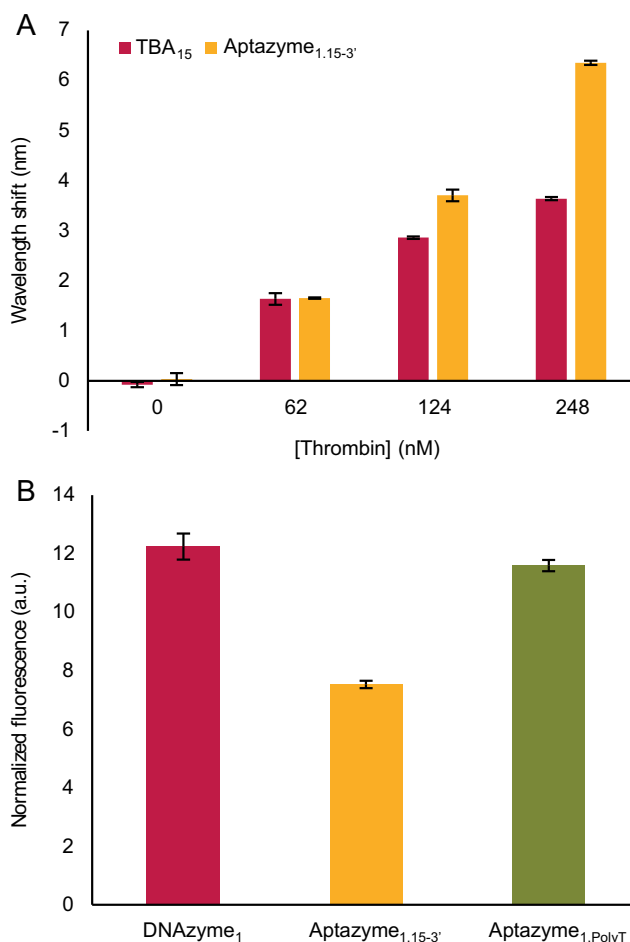 A
7
TBA15 Aptazyme1.15-3'
6
5
4
3
2
1
0
-1
Wavelength shift (nm)
0 62 124 248
[Thrombin] (nM)
B
14
12
10
8
6
4
2
0
Normalized fluorescence (a.u.)
DNAzyme1 Aptazyme1.15-3' Aptazyme1.PolyT